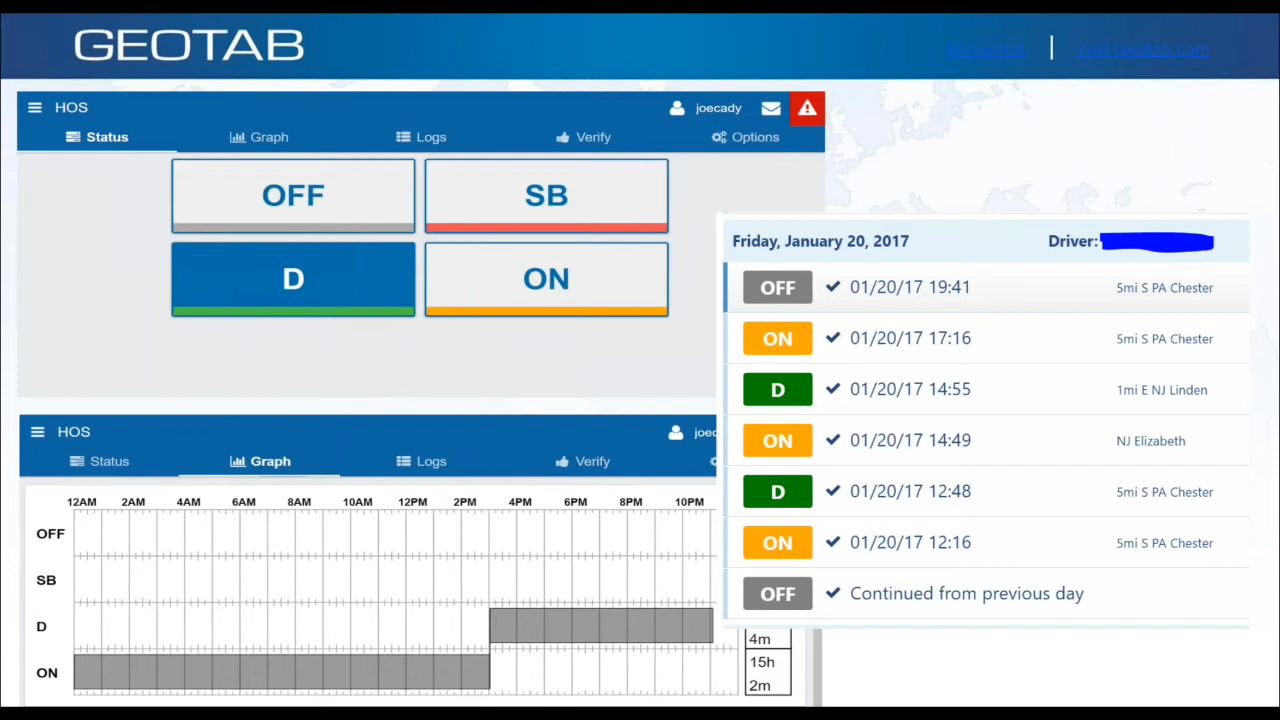 GEOTAB
HOS
joecady
Status
Graph
Logs
Verify
Options
OFF
SB
D
ON
Friday, January 20, 2017
Driver:
OFF 01/20/17 19:41 5mi S PA Chester
ON 01/20/17 17:16 5mi S PA Chester
D 01/20/17 14:55 1mi E NJ Linden
ON 01/20/17 14:49 NJ Elizabeth
D 01/20/17 12:48 5mi S PA Chester
ON 01/20/17 12:16 5mi S PA Chester
OFF Continued from previous day
HOS
Status
Graph
Logs
Verify
12AM 2AM 4AM 6AM 8AM 10AM 12PM 2PM 4PM 6PM 8PM 10PM
OFF
SB
D
4m
ON
15h
2m